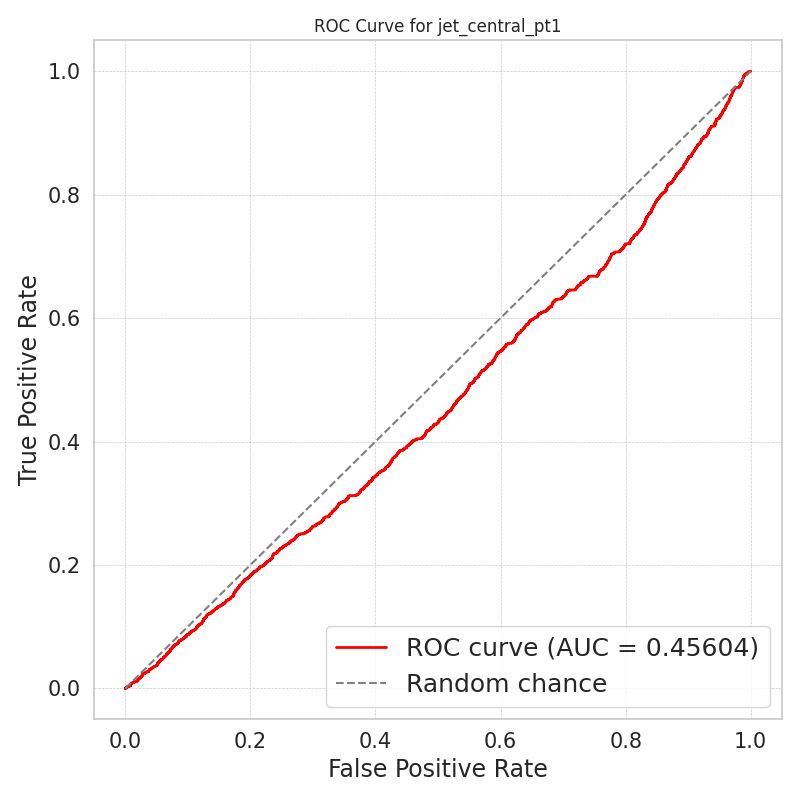 ROC Curve for jet_central_pt1
True Positive Rate
1.0
0.8
0.6
0.4
0.2
0.0
ROC curve (AUC = 0.45604)
Random chance
0.0 0.2 0.4 0.6 0.8 1.0
False Positive Rate